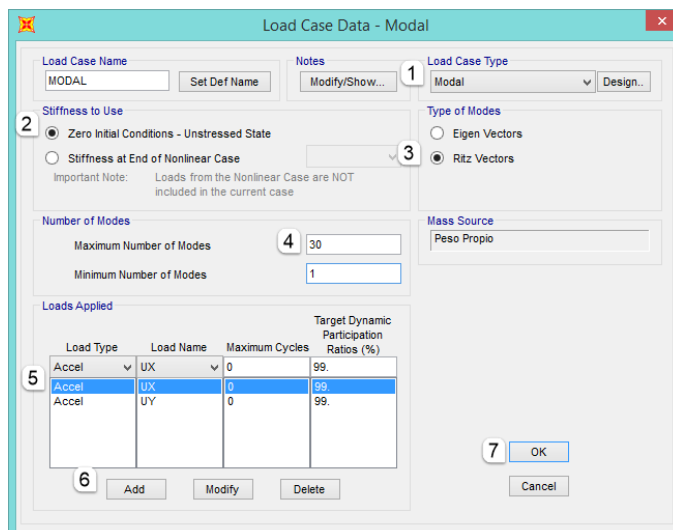 Load Case Data - Modal
Load Case Name
MODAL
Set Def Name
Notes
Modify/Show...
1
Load Case Type
Modal
Design..
2
Stiffness to Use
Zero Initial Conditions - Unstressed State
Stiffness at End of Nonlinear Case
Important Note: Loads from the Nonlinear Case are NOT
included in the current case
3
Type of Modes
Eigen Vectors
Ritz Vectors
Number of Modes
Maximum Number of Modes
4
30
Minimum Number of Modes
1
Mass Source
Peso Propio
Loads Applied
Load Type Load Name Maximum Cycles Target Dynamic
Participation
Ratios (%)
5
Accel UX 0 99.
Accel UX 0 99.
Accel UY 0 99.
6
Add
Modify
Delete
7
OK
Cancel